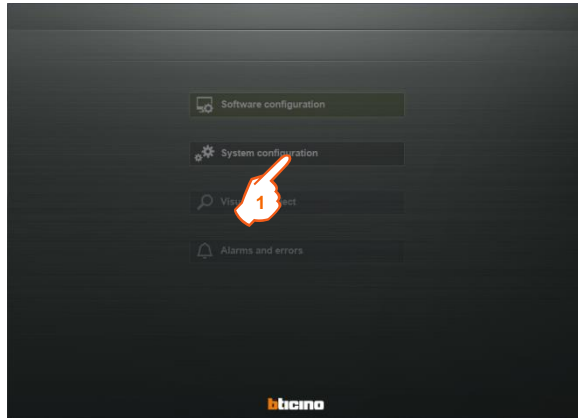 Software configuration
System configuration
1
Alarms and errors
bticino